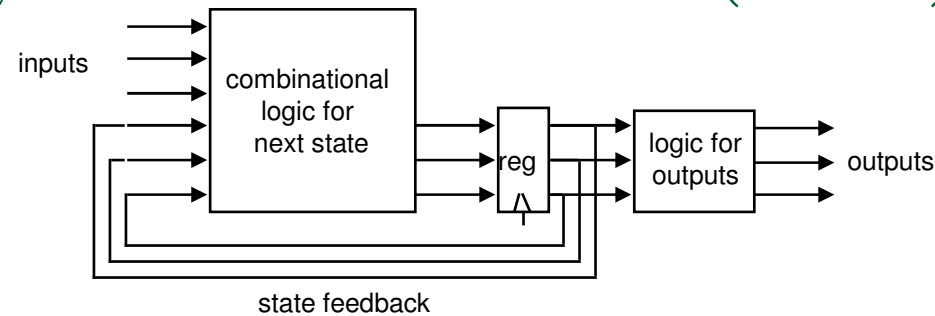 inputs
combinational
logic for
next state
reg
logic for
outputs
outputs
state feedback